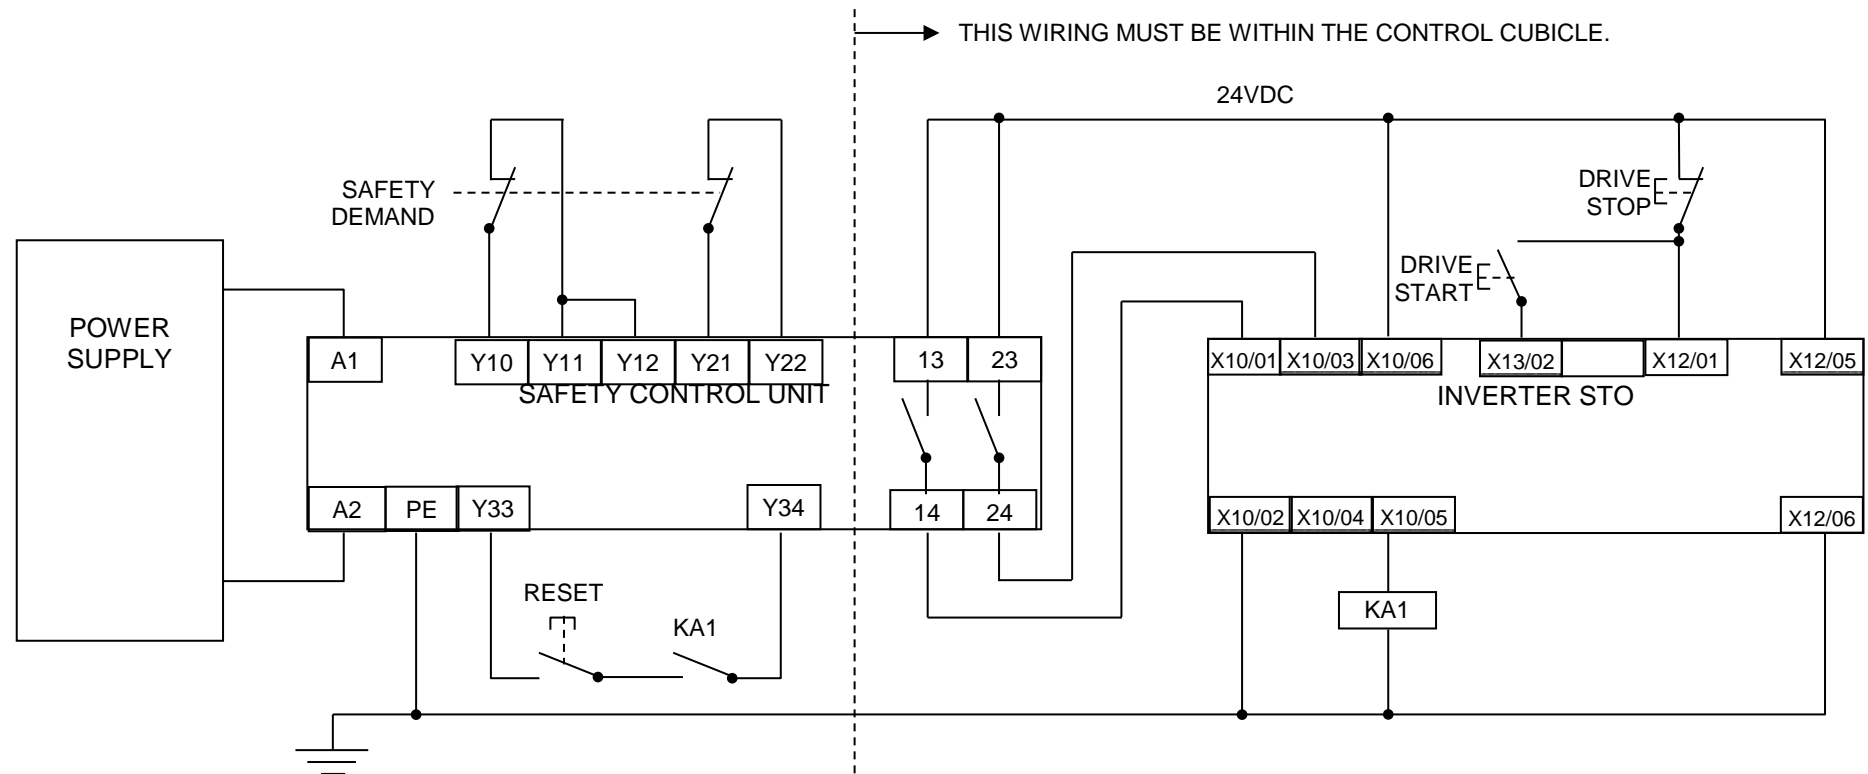 THIS WIRING MUST BE WITHIN THE CONTROL CUBICLE.
24VDC
SAFETY
DEMAND
DRIVE
STOP
DRIVE
START
POWER
SUPPLY
A1
Y10 Y11 Y12 Y21 Y22
13 23
X10/01 X10/03 X10/06 X13/02 X12/01 X12/05
SAFETY CONTROL UNIT
INVERTER STO
A2 PE Y33 Y34
14 24
X10/02 X10/04 X10/05 X12/06
RESET
KA1
KA1